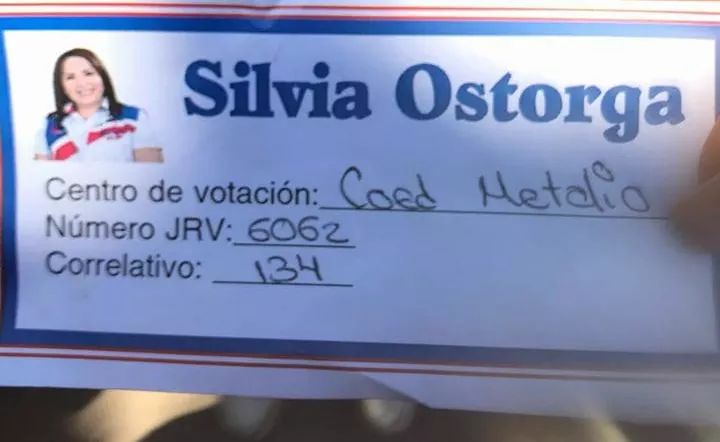 Silvia Ostorga
Centro de votación: Coed Metalio
Número JRV: 6062
Correlativo: 134